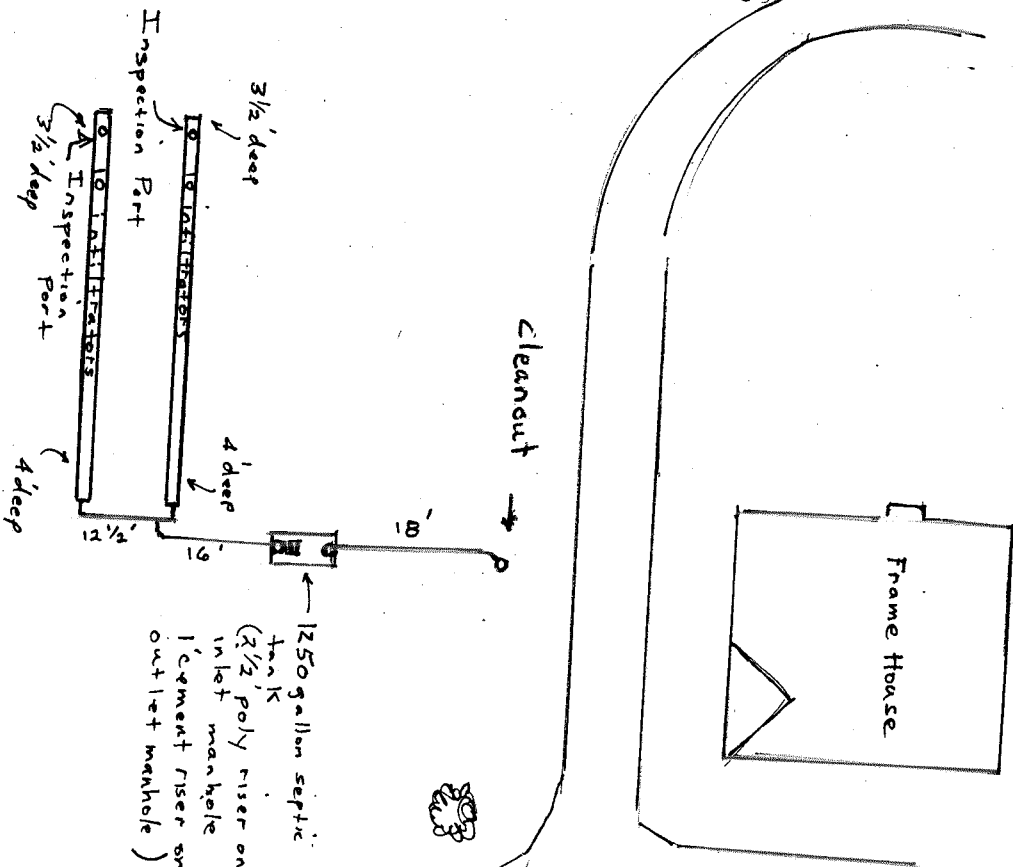 Frame House
Cleanout
18'
1250 gallon septic
tank
(2 1/2' poly riser on
inlet manhole
1' cement riser on
outlet manhole)
16'
12 1/2'
3 1/2' deep
10 infiltrators
4' deep
Inspection Port
10 infiltrators
Inspection
Port
3 1/2' deep
4' deep